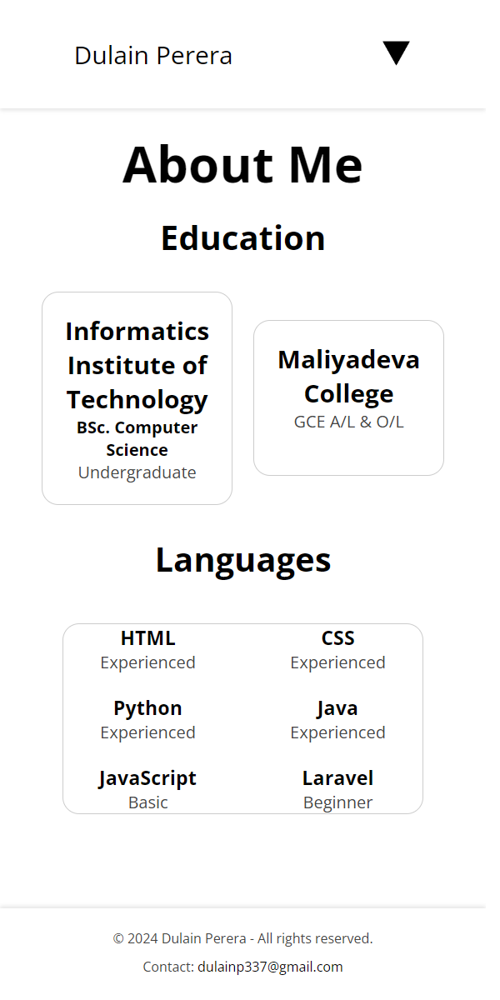 Dulain Perera
About Me
Education
Informatics
Institute of
Technology
BSc. Computer
Science
Undergraduate
Maliyadeva
College
GCE A/L & O/L
Languages
HTML
Experienced
CSS
Experienced
Python
Experienced
Java
Experienced
JavaScript
Basic
Laravel
Beginner
© 2024 Dulain Perera - All rights reserved.
Contact: dulainp337@gmail.com